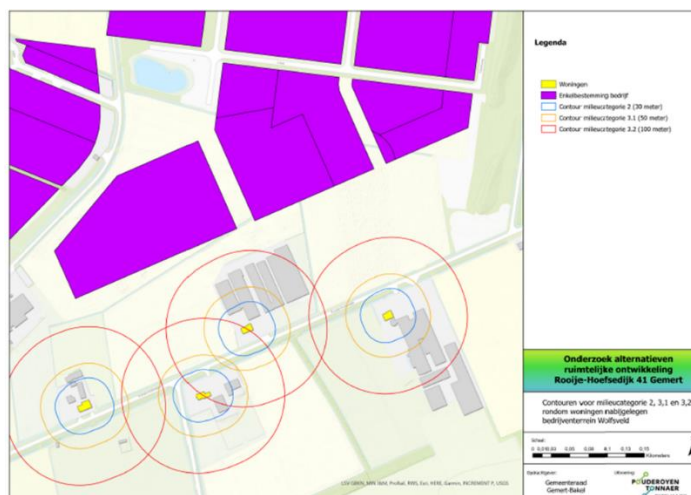 Legenda
Woningen
Enkelbestemming bedrijf
Contour milieucategorie 2 (30 meter)
Contour milieucategorie 3.1 (50 meter)
Contour milieucategorie 3.2 (100 meter)
Onderzoek alternatieven
ruimtelijke ontwikkeling
Rooije-Hoefsedijk 41 Gemert
Contouren voor milieucategorie 2, 3.1 en 3.2
rondom woningen nabijgelegen
bedrijventerrein Wolfsveld
Schaal:
Kilometers
Opdrachtgever:
Uitvoering:
Gemeenteraad
Gemert-Bakel
POUDEROYEN
TONNAER